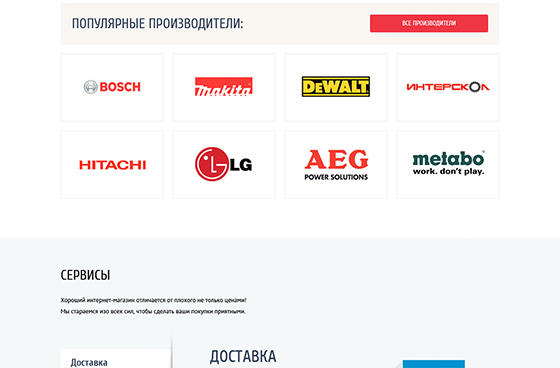 ПОПУЛЯРНЫЕ ПРОИЗВОДИТЕЛИ:
ВСЕ ПРОИЗВОДИТЕЛИ
BOSCH
Makita
DEWALT
ИНТЕРСКОЛ
HITACHI
LG
AEG
POWER SOLUTIONS
metabo
work. don't play.
СЕРВИСЫ
Хороший интернет-магазин отличается от плохого не только ценами!
Мы стараемся изо всех сил, чтобы сделать ваши покупки приятными.
Доставка
ДОСТАВКА